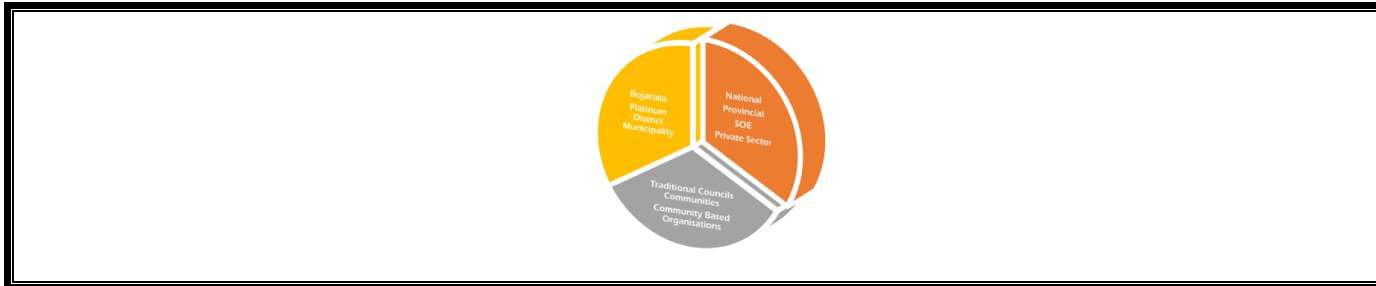 Bojanala
Platinum
District
Municipality
National
Provincial
SOE
Private Sector
Traditional Councils
Communities
Community Based
Organisations